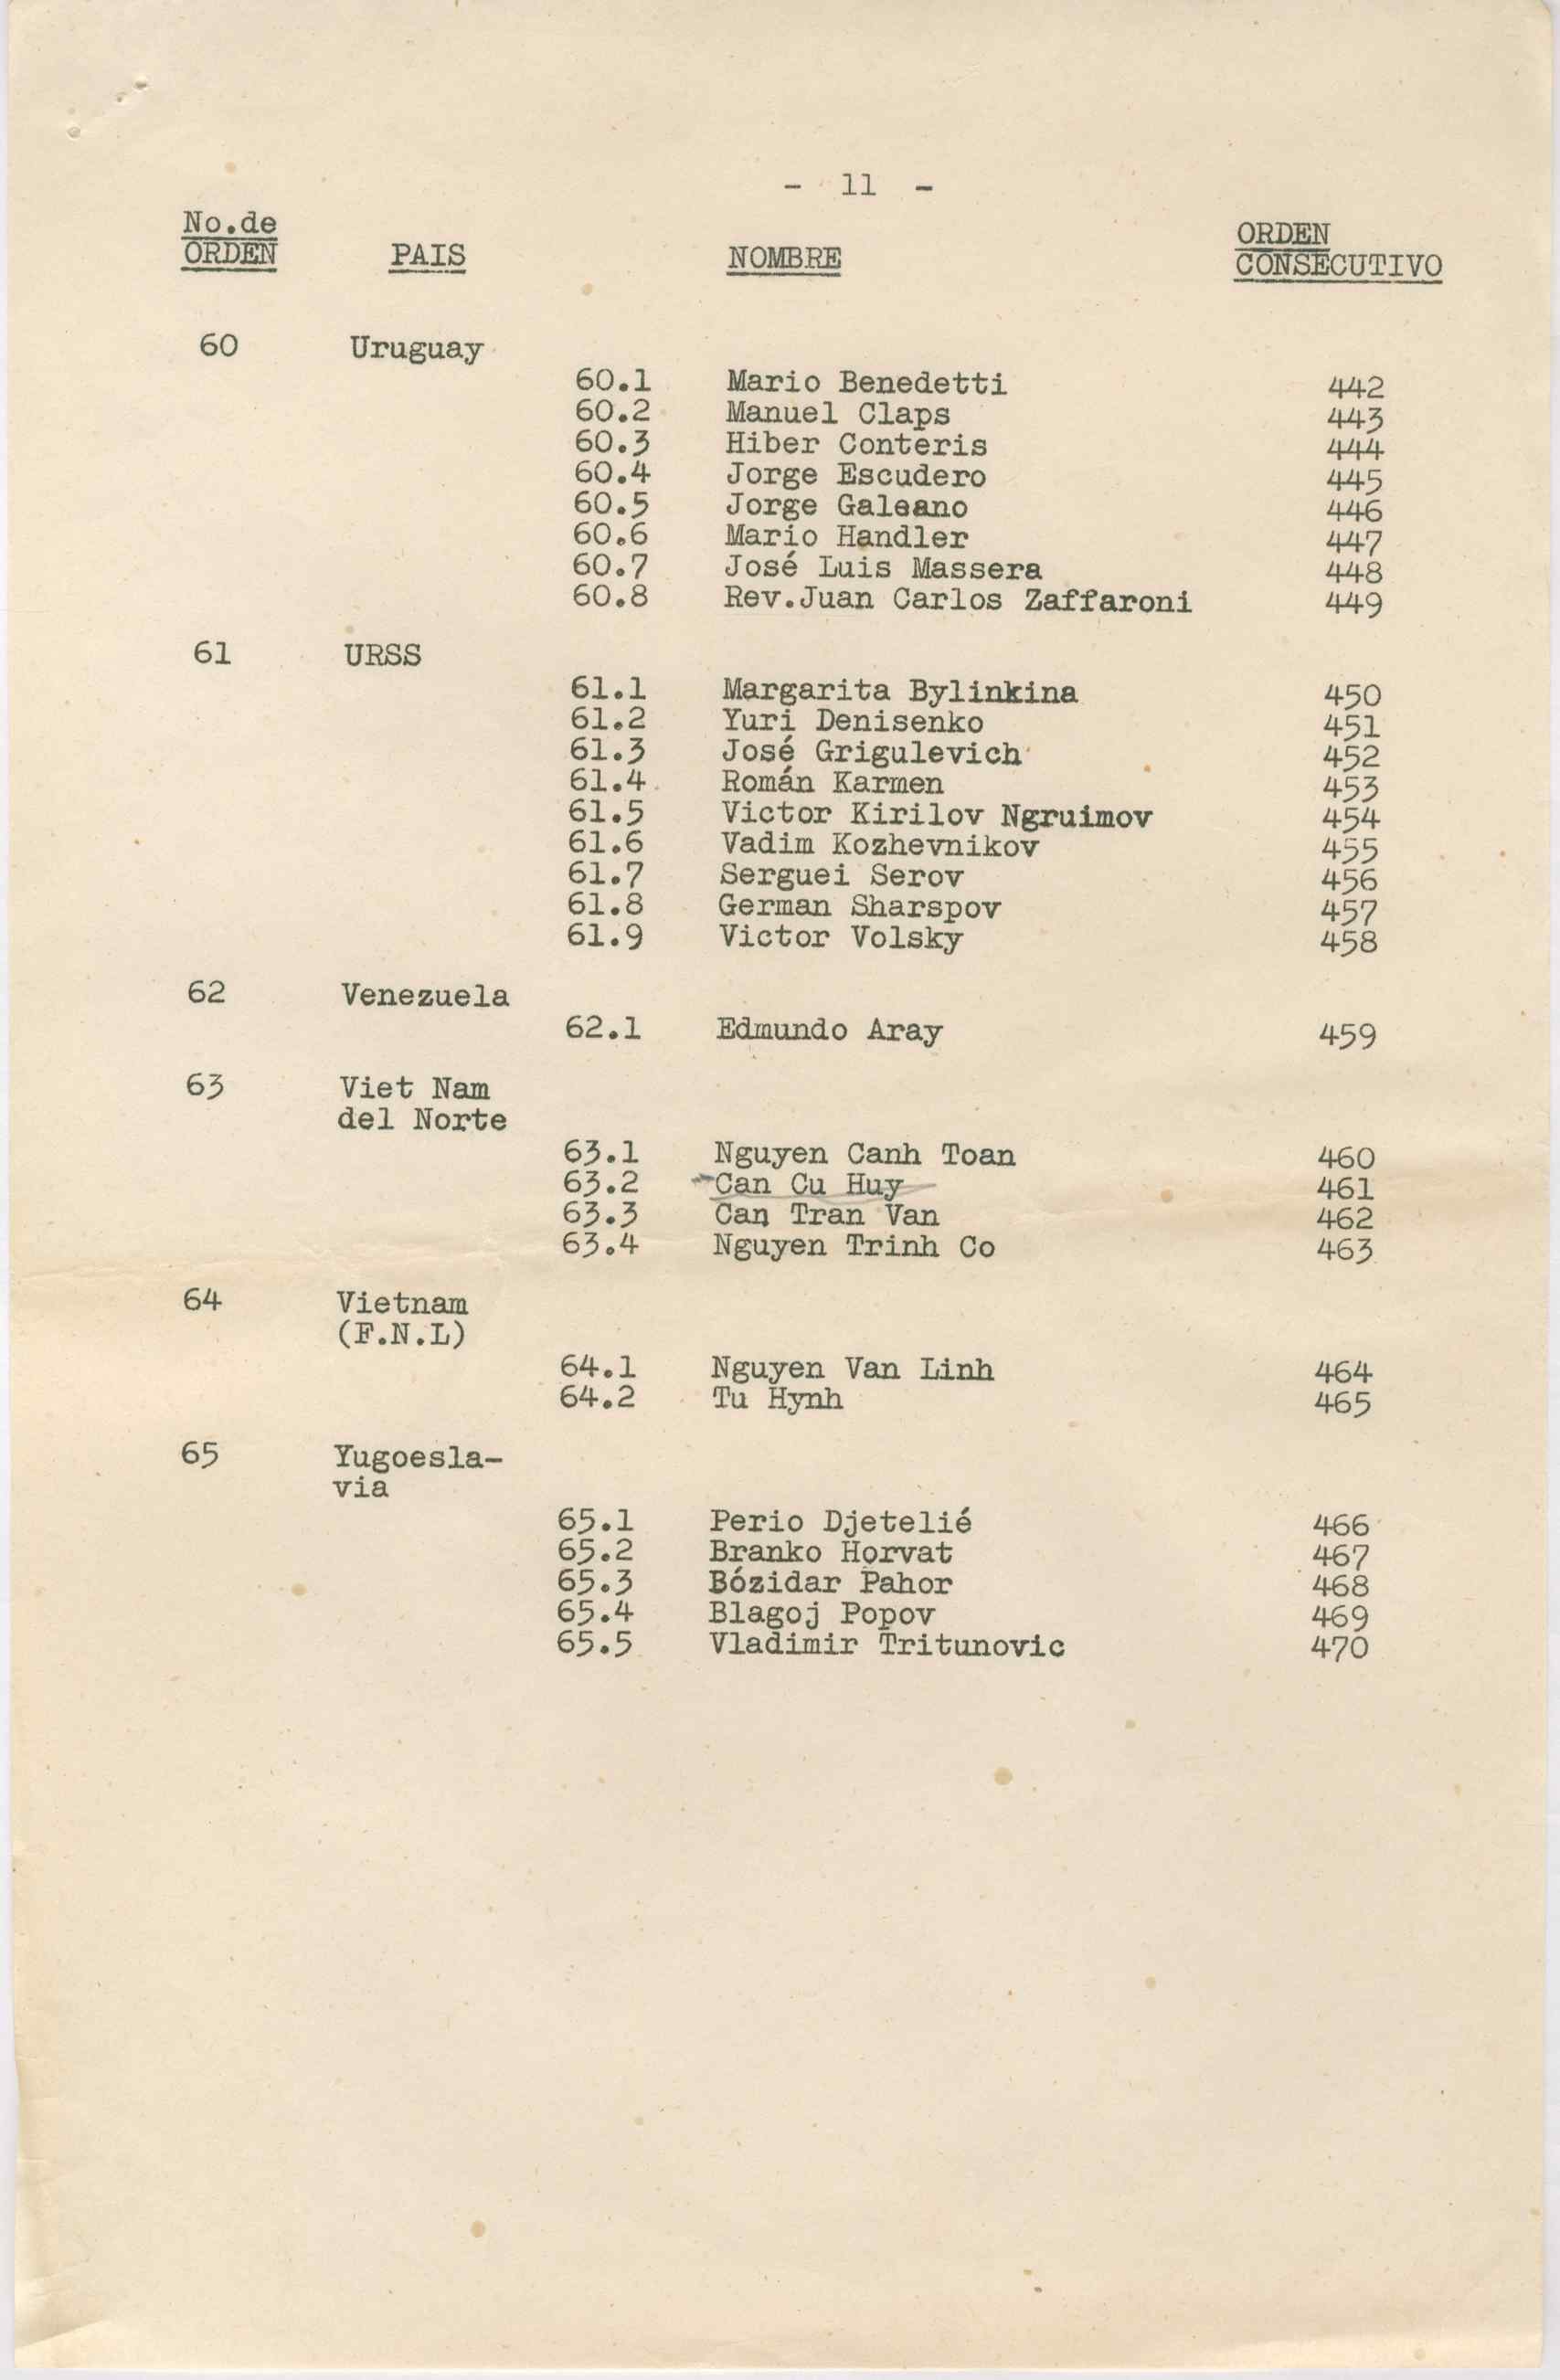 - 11 -
No.de ORDEN PAIS NOMBRE ORDEN CONSECUTIVO
60 Uruguay
60.1 Mario Benedetti 442
60.2 Manuel Claps 443
60.3 Hiber Conteris 444
60.4 Jorge Escudero 445
60.5 Jorge Galeano 446
60.6 Mario Handler 447
60.7 José Luis Massera 448
60.8 Rev.Juan Carlos Zaffaroni 449
61 URSS
61.1 Margarita Bylinkina 450
61.2 Yuri Denisenko 451
61.3 José Grigulevich 452
61.4 Román Karmen 453
61.5 Victor Kirilov Ngruimov 454
61.6 Vadim Kozhevnikov 455
61.7 Serguei Serov 456
61.8 German Sharspov 457
61.9 Victor Volsky 458
62 Venezuela
62.1 Edmundo Aray 459
63 Viet Nam
del Norte
63.1 Nguyen Canh Toan 460
63.2 Can Cu Huy 461
63.3 Can Tran Van 462
63.4 Nguyen Trinh Co 463
64 Vietnam
(F.N.L)
64.1 Nguyen Van Linh 464
64.2 Tu Hynh 465
65 Yugoesla-
via
65.1 Perio Djetelié 466
65.2 Branko Horvat 467
65.3 Bózidar Pahor 468
65.4 Blagoj Popov 469
65.5 Vladimir Tritunovic 470